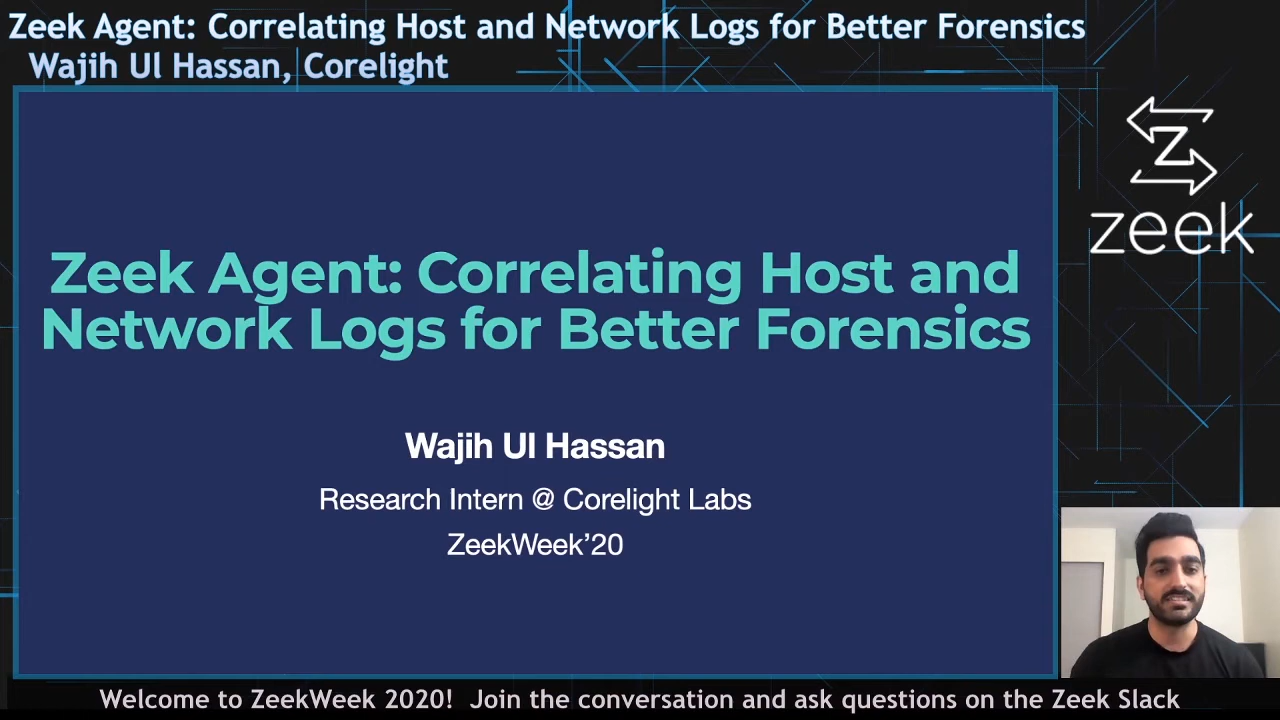 Zeek Agent: Correlating Host and Network Logs for Better Forensics
Wajih Ul Hassan, Corelight
zeek
Zeek Agent: Correlating Host and
Network Logs for Better Forensics
Wajih Ul Hassan
Research Intern @ Corelight Labs
ZeekWeek’20
Welcome to ZeekWeek 2020! Join the conversation and ask questions on the Zeek Slack